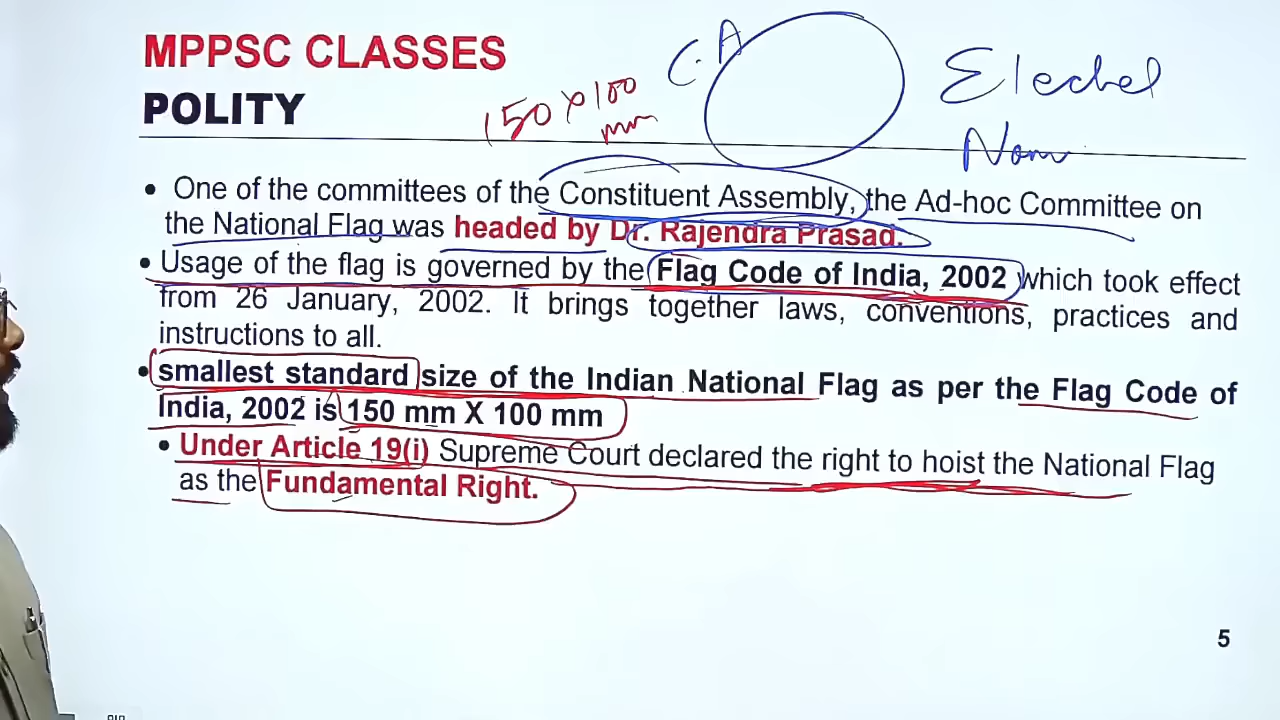 MPPSC CLASSES
POLITY
C.A
Elected
Nom
150 x 100
mm
• One of the committees of the Constituent Assembly, the Ad-hoc Committee on
the National Flag was headed by Dr. Rajendra Prasad.
• Usage of the flag is governed by the Flag Code of India, 2002 which took effect
from 26 January, 2002. It brings together laws, conventions, practices and
instructions to all.
• smallest standard size of the Indian National Flag as per the Flag Code of
India, 2002 is 150 mm X 100 mm
• Under Article 19(i) Supreme Court declared the right to hoist the National Flag
as the Fundamental Right.
5